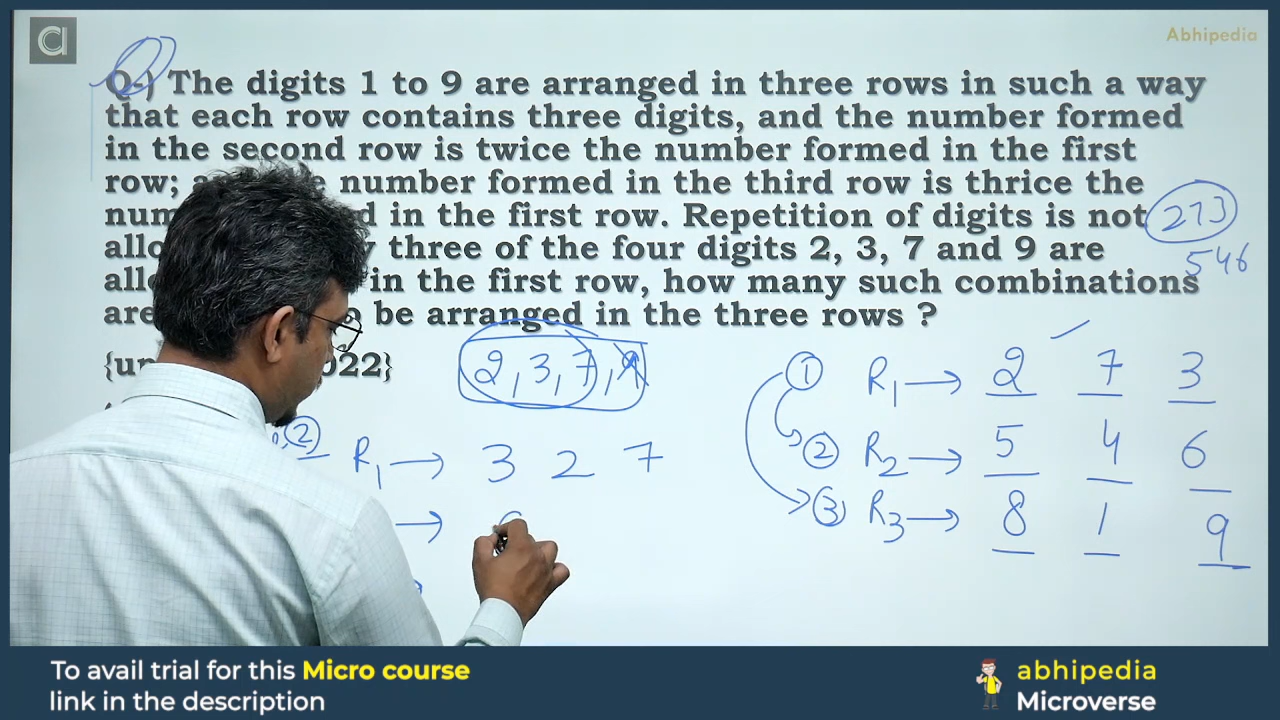 Abhipedia
Q.) The digits 1 to 9 are arranged in three rows in such a way
that each row contains three digits, and the number formed
in the second row is twice the number formed in the first
row; number formed in the third row is thrice the
in the first row. Repetition of digits is not
three of the four digits 2, 3, 7 and 9 are
in the first row, how many such combinations
are be arranged in the three rows ?
2022}
273
546
2, 3, 7, 9
① R1 → 2 7 3
② R2 → 5 4 6
③ R3 → 8 1 9
②
R1 → 3 2 7
→
To avail trial for this Micro course
link in the description
abhipedia
Microverse